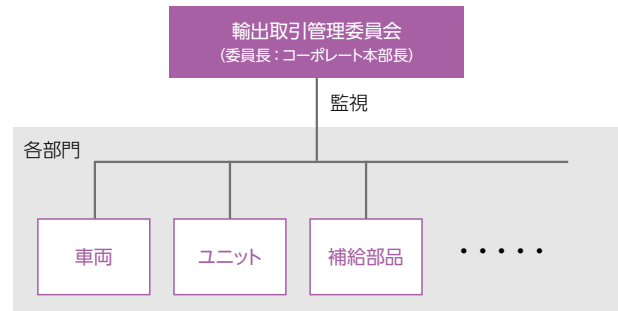 輸出取引管理委員会
(委員長:コーポレート本部長)
監視
各部門
車両
ユニット
補給部品
・・・・・